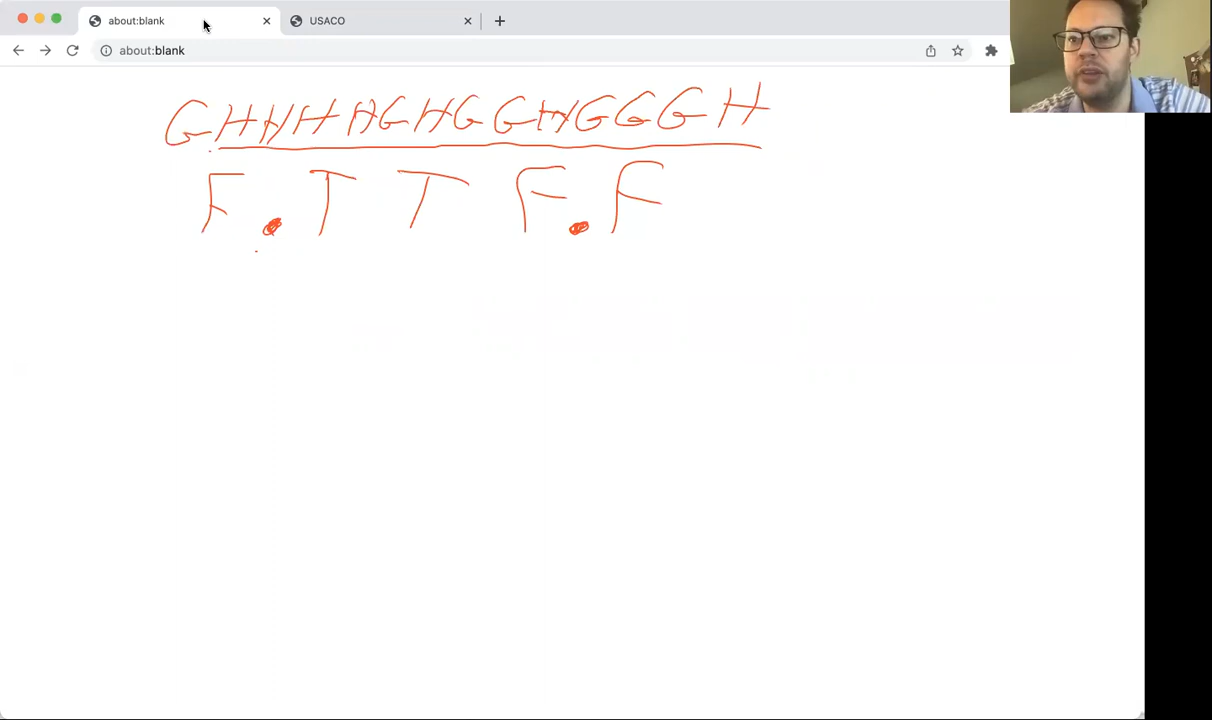 about:blank
USACO
about:blank
GHHHHGHGGHGGGH
F . T T F . F